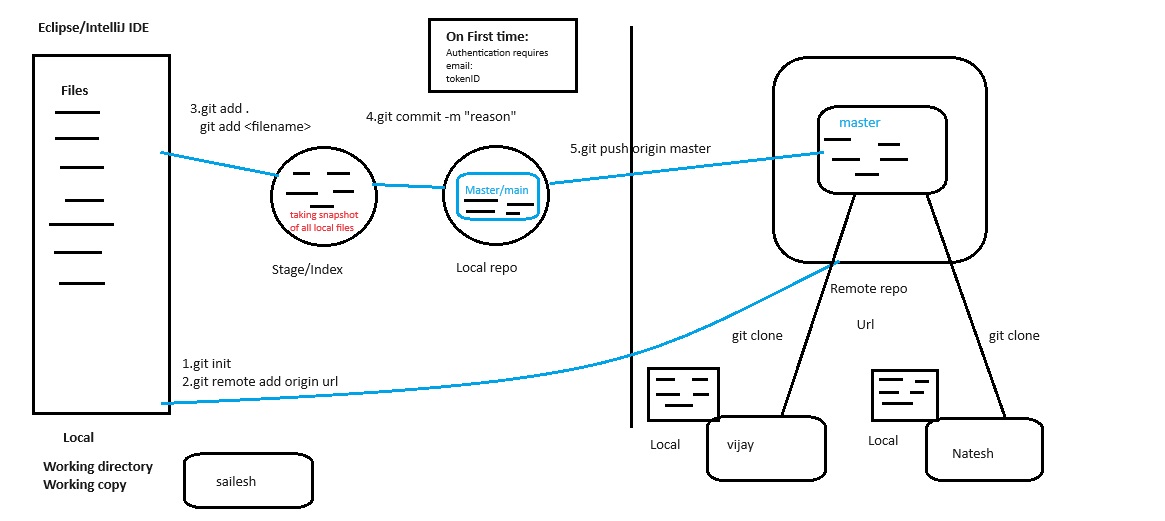 Eclipse/IntelliJ IDE
On First time:
Authentication requires
email:
tokenID
Files
3.git add .
git add <filename>
4.git commit -m "reason"
5.git push origin master
master
Master/main
taking snapshot
of all local files
Stage/Index
Local repo
Remote repo
Url
git clone
git clone
1.git init
2.git remote add origin url
Local
Working directory
Working copy
sailesh
Local
vijay
Local
Natesh